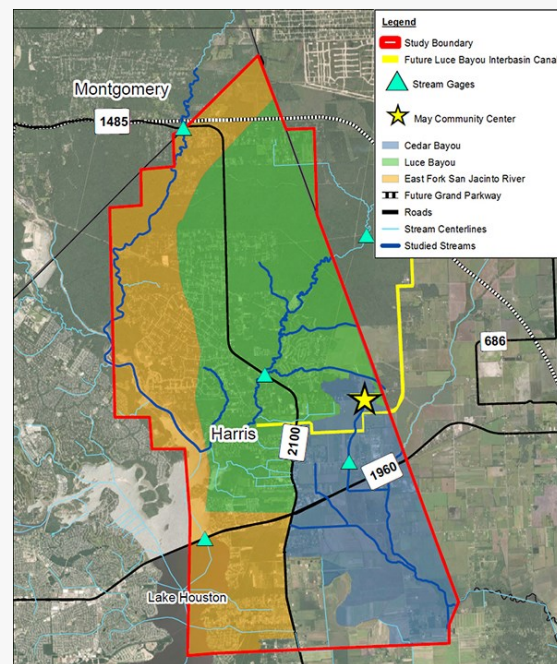 Legend
Study Boundary
Future Luce Bayou Interbasin Canal
Stream Gages
May Community Center
Cedar Bayou
Luce Bayou
East Fork San Jacinto River
Future Grand Parkway
Roads
Stream Centerlines
Studied Streams
Montgomery
1485
686
Harris
2100
1960
Lake Houston